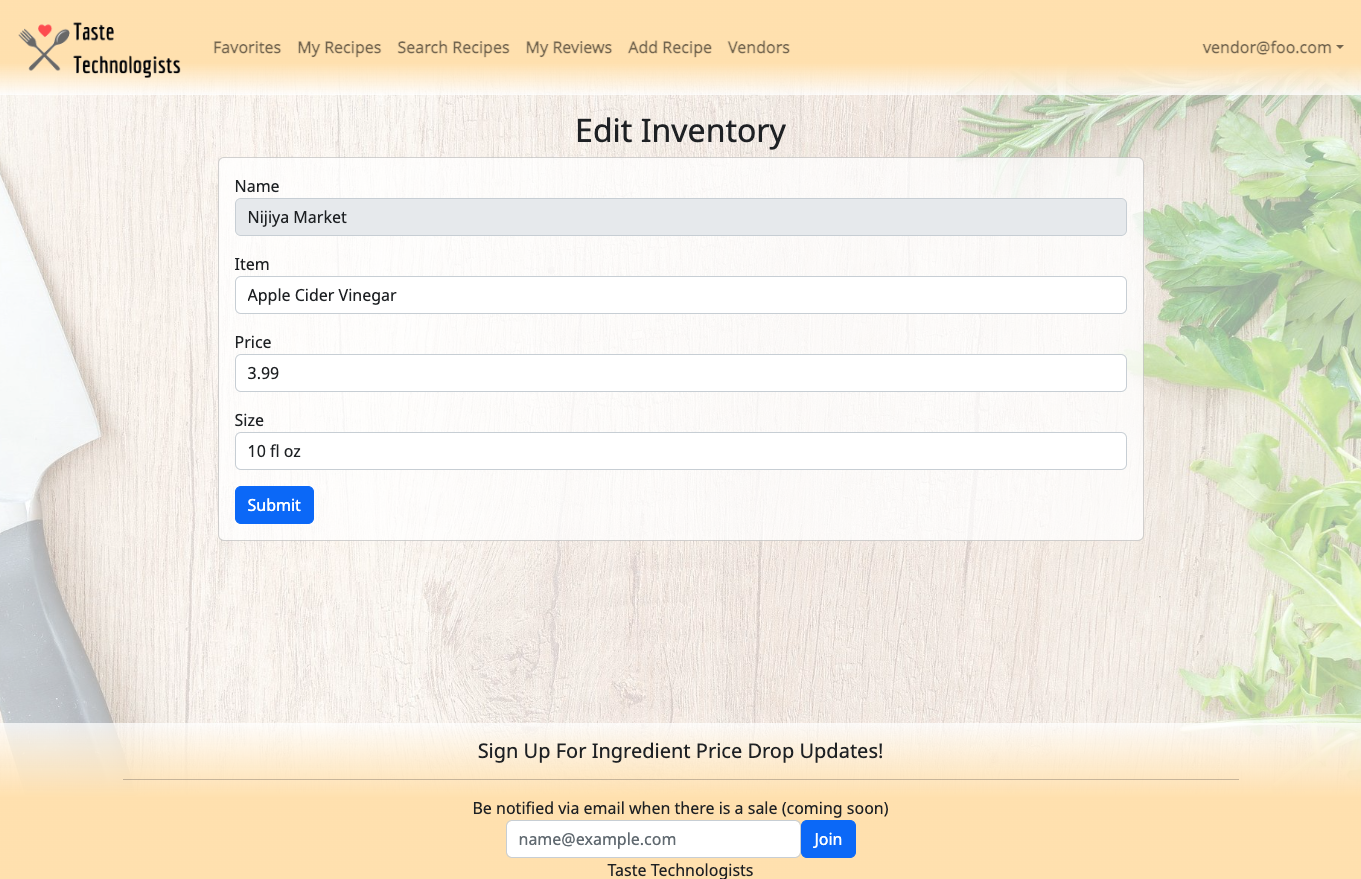 Taste
Technologists
Favorites My Recipes Search Recipes My Reviews Add Recipe Vendors vendor@foo.com
Edit Inventory
Name
Nijiya Market
Item
Apple Cider Vinegar
Price
3.99
Size
10 fl oz
Submit
Sign Up For Ingredient Price Drop Updates!
Be notified via email when there is a sale (coming soon)
name@example.com Join
Taste Technologists